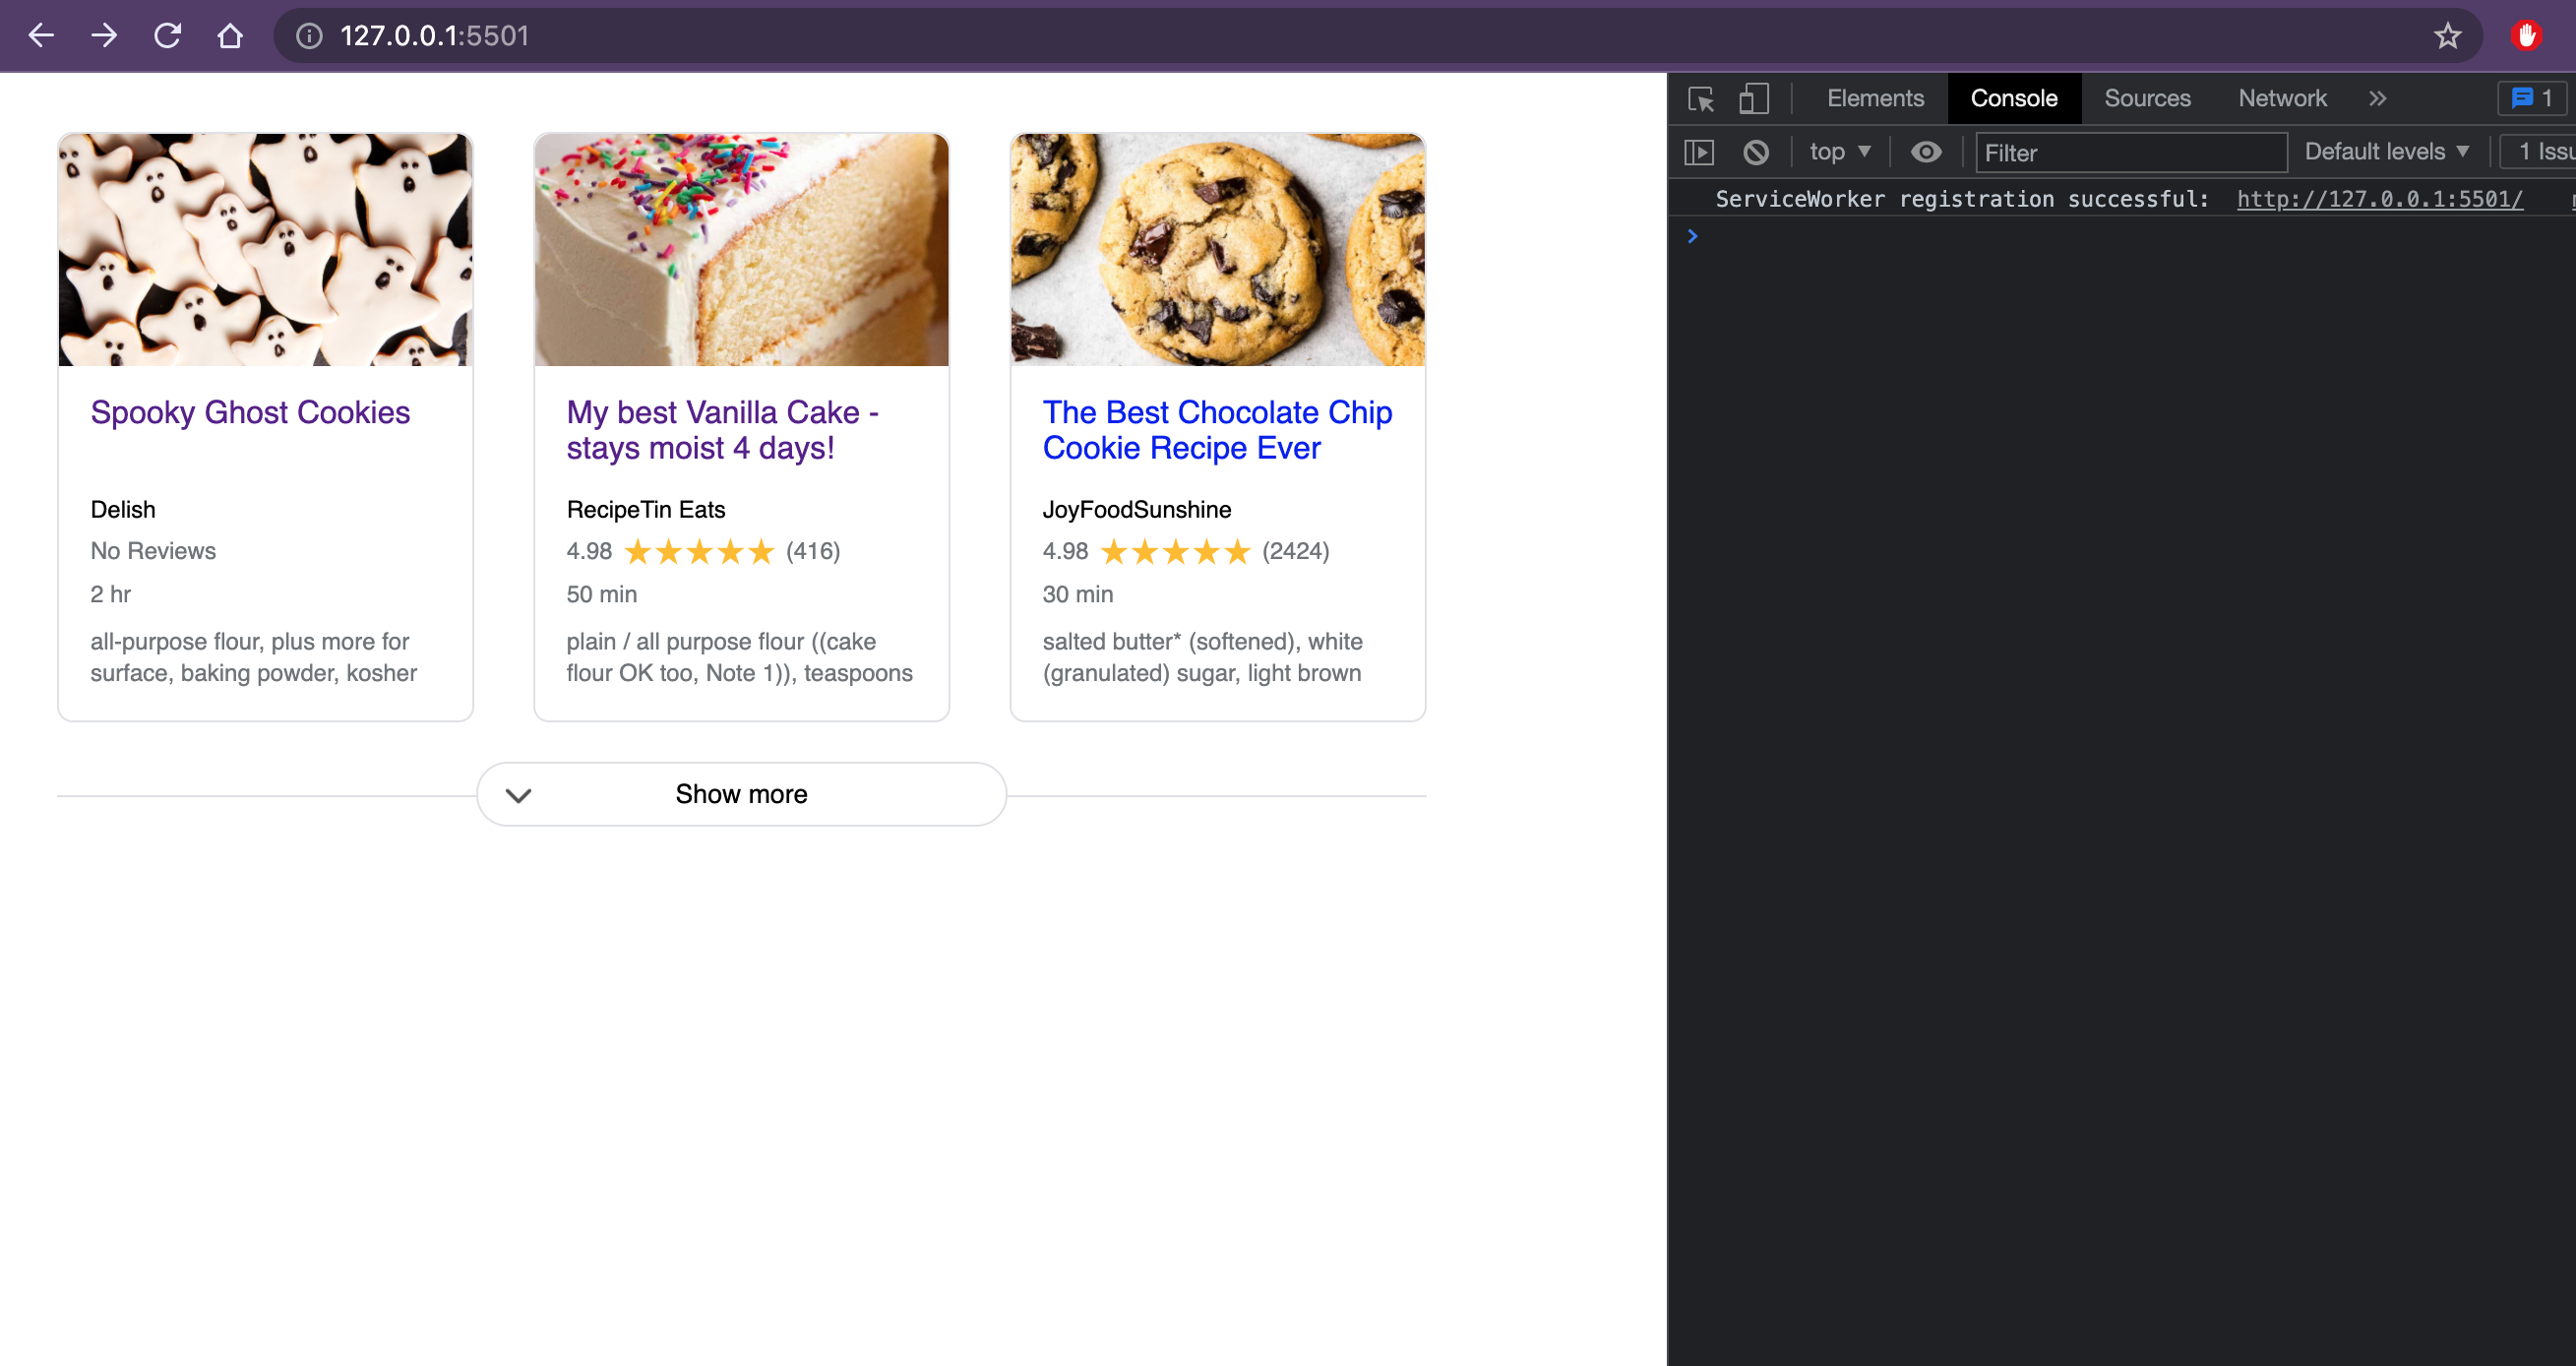 127.0.0.1:5501
Elements Console Sources Network 1
top Filter Default levels 1
ServiceWorker registration successful: http://127.0.0.1:5501/
Spooky Ghost Cookies
Delish
No Reviews
2 hr
all-purpose flour, plus more for
surface, baking powder, kosher
My best Vanilla Cake -
stays moist 4 days!
RecipeTin Eats
4.98 ★★★★★ (416)
50 min
plain / all purpose flour ((cake
flour OK too, Note 1)), teaspoons
The Best Chocolate Chip
Cookie Recipe Ever
JoyFoodSunshine
4.98 ★★★★★ (2424)
30 min
salted butter* (softened), white
(granulated) sugar, light brown
Show more